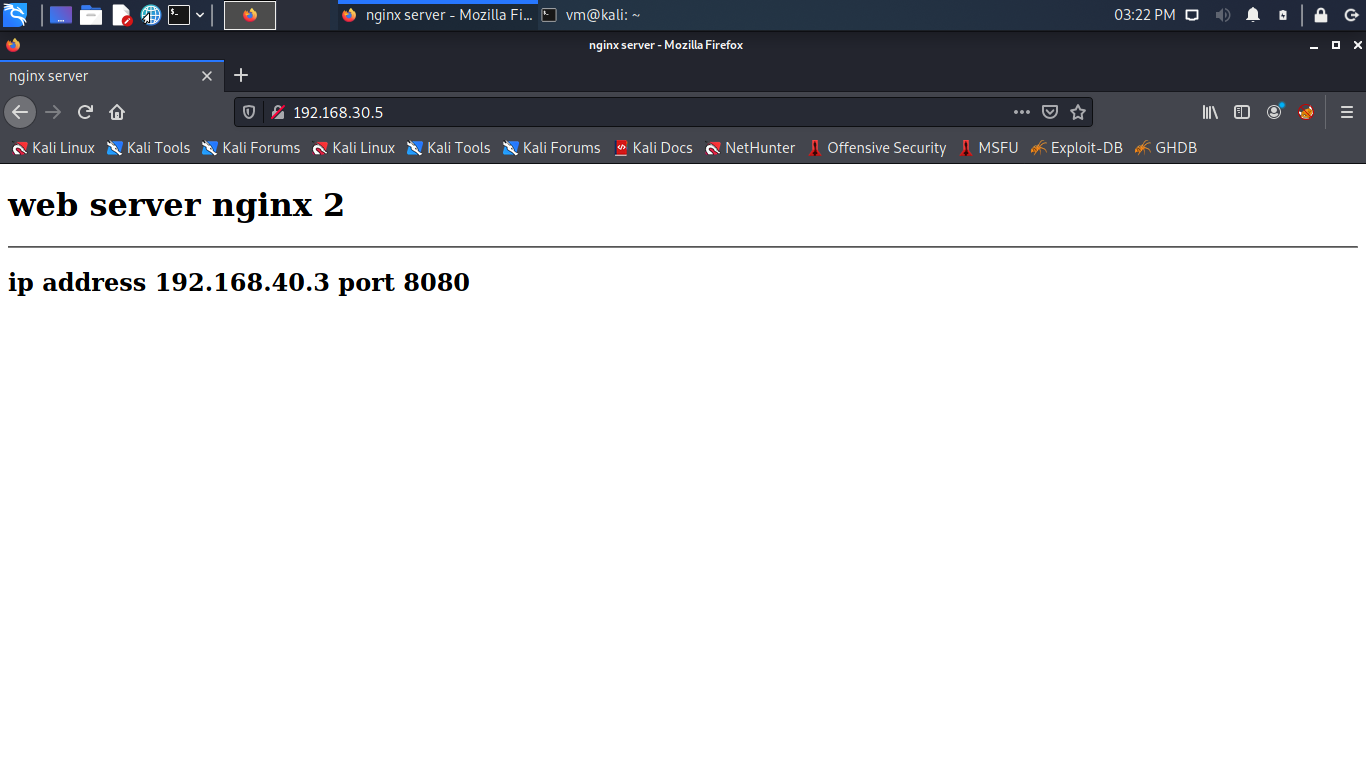 nginx server - Mozilla Fi... vm@kali: ~ 03:22 PM
nginx server - Mozilla Firefox
nginx server
192.168.30.5
Kali Linux Kali Tools Kali Forums Kali Linux Kali Tools Kali Forums Kali Docs NetHunter Offensive Security MSFU Exploit-DB GHDB
web server nginx 2
ip address 192.168.40.3 port 8080